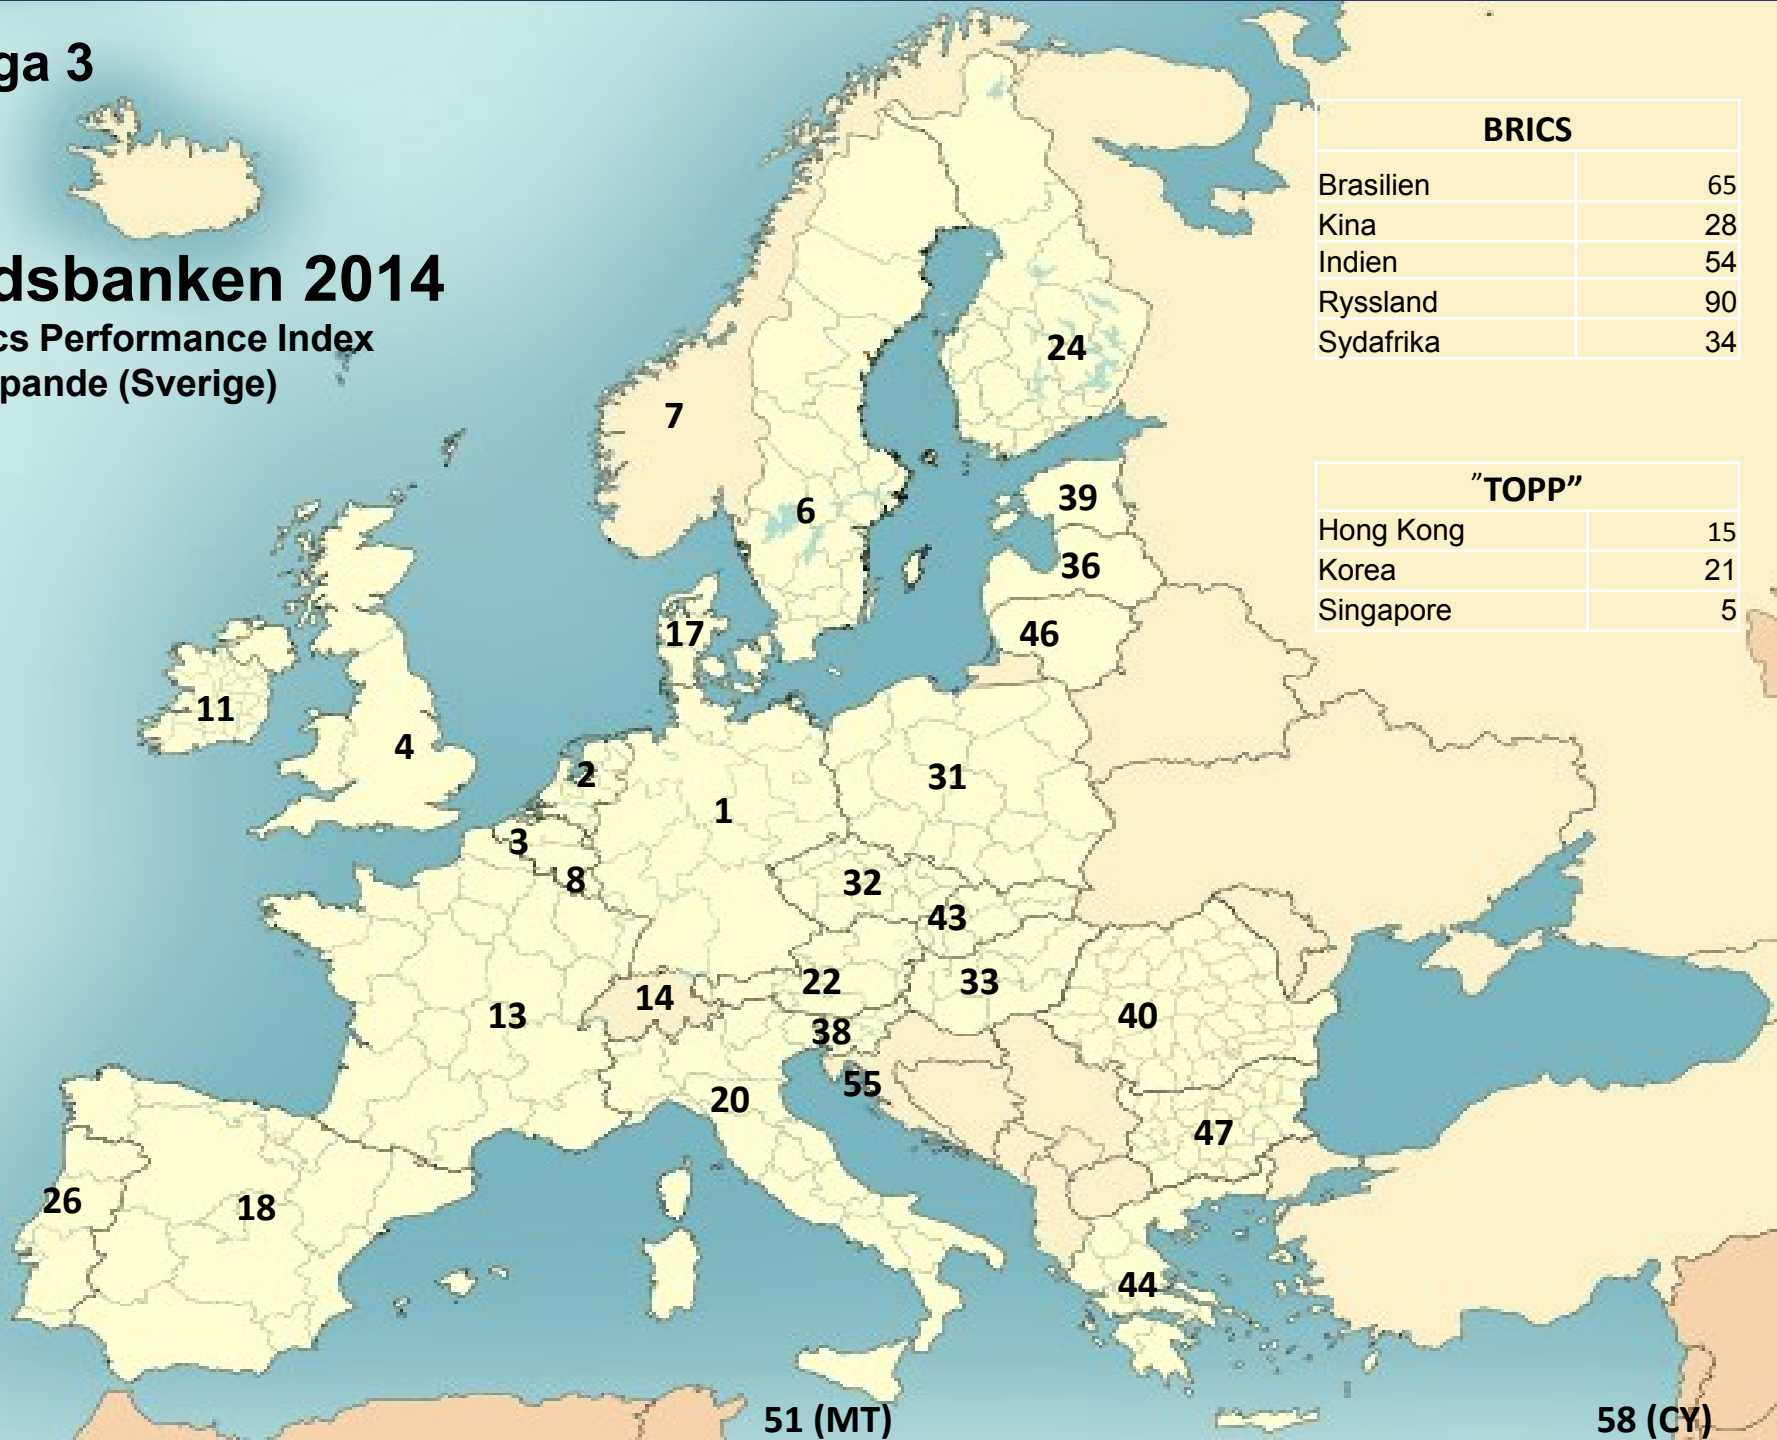 ga 3
dsbanken 2014
cs Performance Index
pande (Sverige)
BRICS
Brasilien 65
Kina 28
Indien 54
Ryssland 90
Sydafrika 34
”TOPP”
Hong Kong 15
Korea 21
Singapore 5
24
7
39
6
36
17
46
11
4
2
31
1
3
8
32
43
22
33
14
13
40
38
55
20
47
26
18
44
51 (MT)
58 (CY)